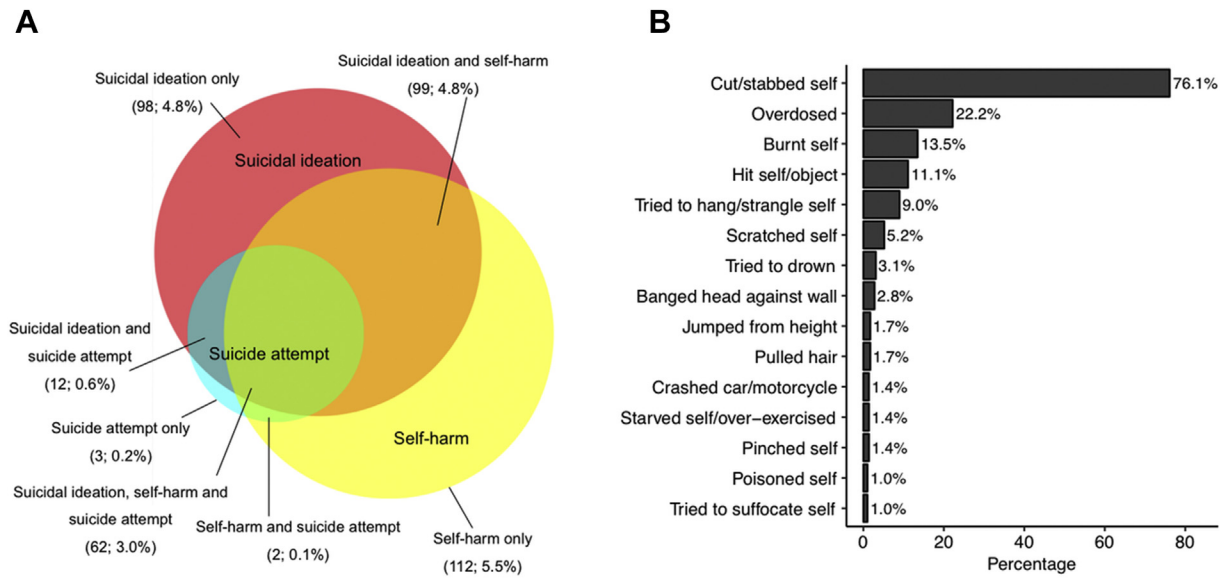 A
Suicidal ideation only
(98; 4.8%)
Suicidal ideation and self-harm
(99; 4.8%)
Suicidal ideation
Suicidal ideation and
suicide attempt
(12; 0.6%)
Suicide attempt
Suicide attempt only
(3; 0.2%)
Self-harm
Suicidal ideation, self-harm and
suicide attempt
(62; 3.0%)
Self-harm and suicide attempt
(2; 0.1%)
Self-harm only
(112; 5.5%)
B
Cut/stabbed self 76.1%
Overdosed 22.2%
Burnt self 13.5%
Hit self/object 11.1%
Tried to hang/strangle self 9.0%
Scratched self 5.2%
Tried to drown 3.1%
Banged head against wall 2.8%
Jumped from height 1.7%
Pulled hair 1.7%
Crashed car/motorcycle 1.4%
Starved self/over−exercised 1.4%
Pinched self 1.4%
Poisoned self 1.0%
Tried to suffocate self 1.0%
0 20 40 60 80
Percentage